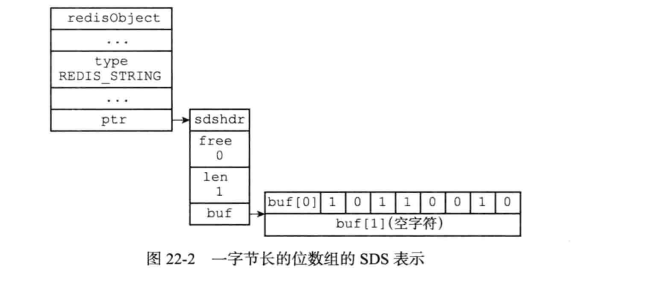 redisObject
...
type
REDIS_STRING
...
ptr
sdshdr
free
0
len
1
buf
buf[0] 1 0 1 1 0 0 1 0
buf[1](空字符)
图 22-2 一字节长的位数组的 SDS 表示